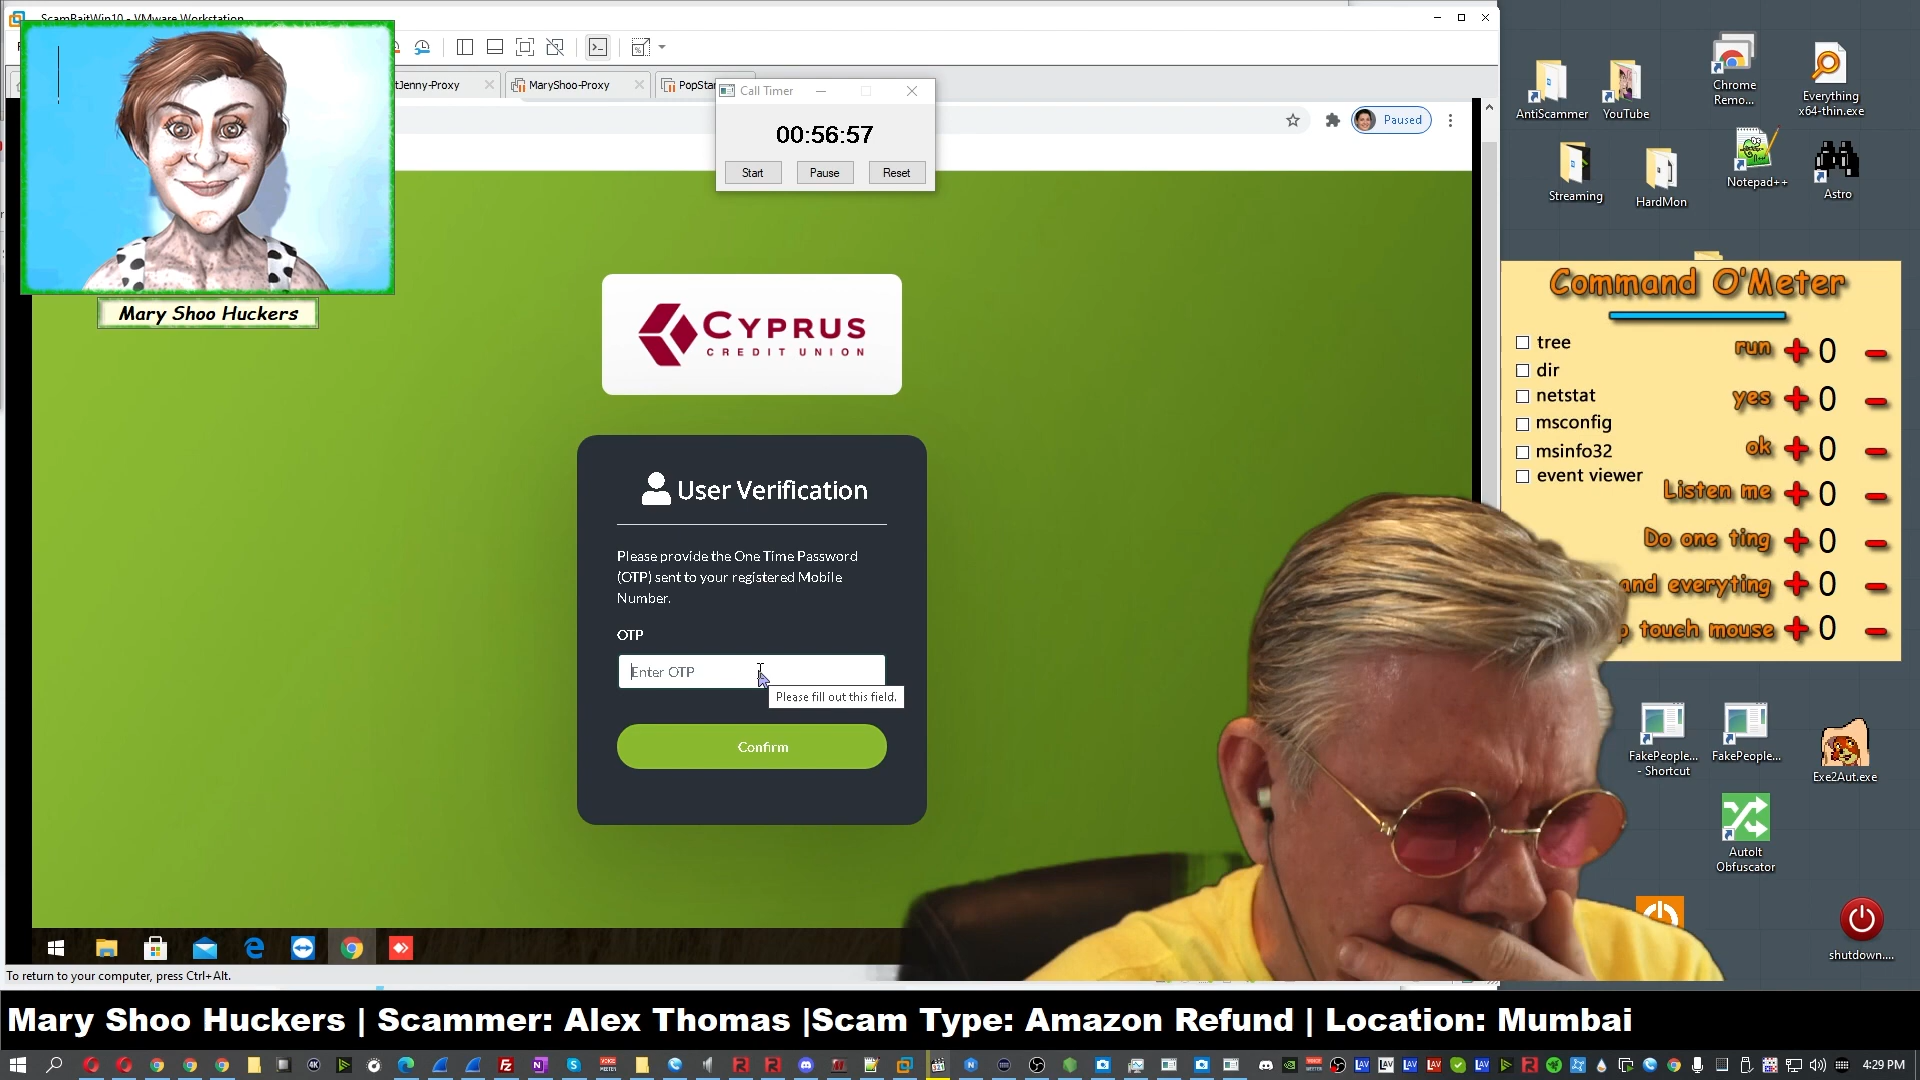 ScamBaitWin10 - VMware Workstation
tJenny-Proxy
MaryShoo-Proxy
PopSta
Call Timer
00:56:57
Start
Pause
Reset
Paused
Mary Shoo Huckers
CYPRUS
CREDIT UNION
User Verification
Please provide the One Time Password
(OTP) sent to your registered Mobile
Number.
OTP
Enter OTP
Please fill out this field.
Confirm
To return to your computer, press Ctrl+Alt.
AntiScammer
YouTube
Chrome
Remo...
Everything
x64-thin.exe
Streaming
HardMon
Notepad++
Astro
Command O'Meter
tree
dir
netstat
msconfig
msinfo32
event viewer
run + 0 -
yes + 0 -
ok + 0 -
Listen me + 0 -
Do one ting + 0 -
and everyting + 0 -
touch mouse + 0 -
FakePeople...
- Shortcut
FakePeople...
Exe2Aut.exe
AutoIt
Obfuscator
shutdown....
Mary Shoo Huckers | Scammer: Alex Thomas |Scam Type: Amazon Refund | Location: Mumbai
4:29 PM